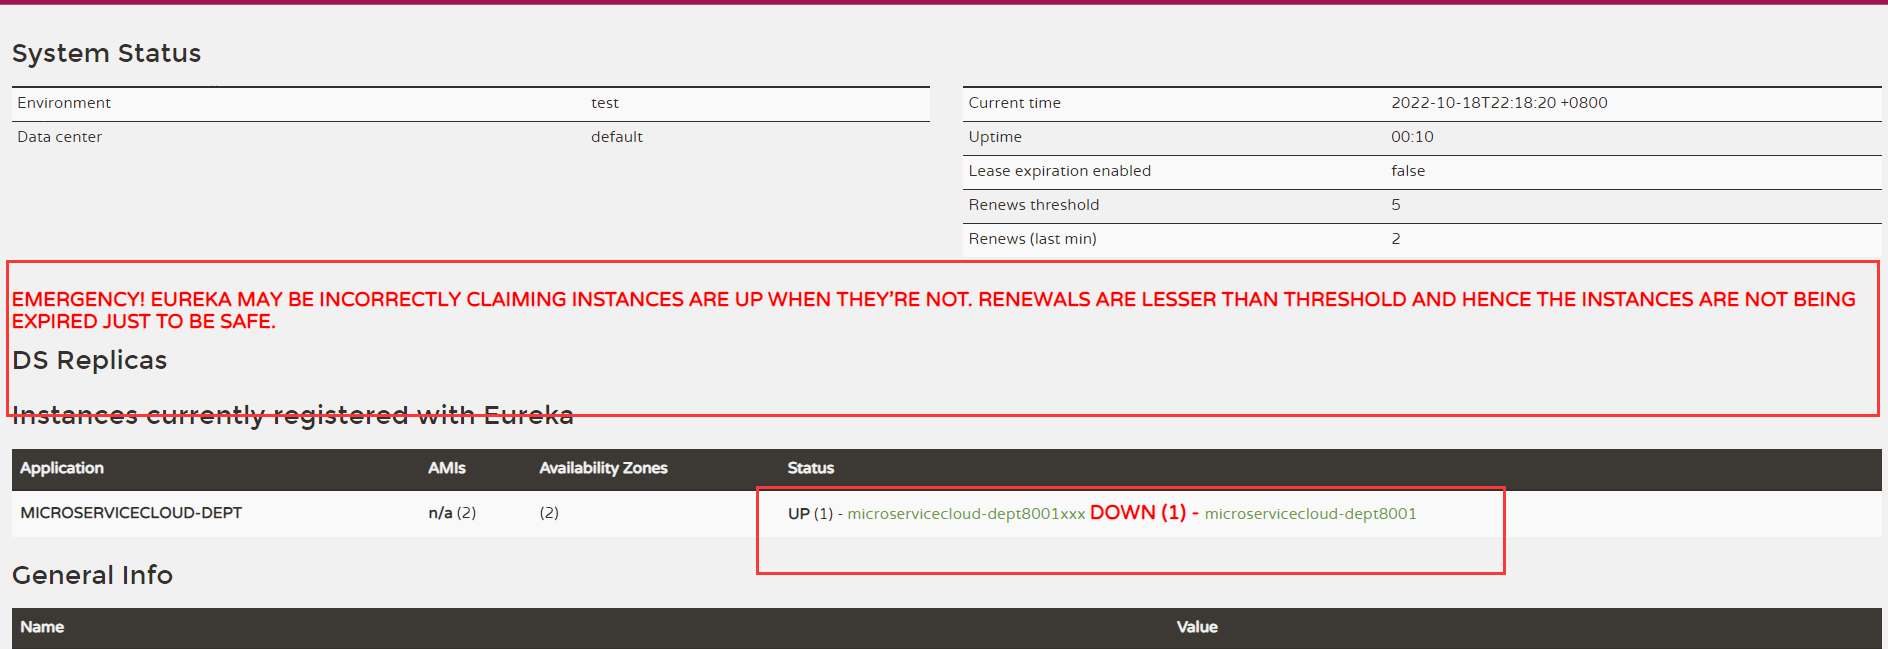 System Status
Environment test
Data center default
Current time 2022-10-18T22:18:20 +0800
Uptime 00:10
Lease expiration enabled false
Renews threshold 5
Renews (last min) 2
EMERGENCY! EUREKA MAY BE INCORRECTLY CLAIMING INSTANCES ARE UP WHEN THEY'RE NOT. RENEWALS ARE LESSER THAN THRESHOLD AND HENCE THE INSTANCES ARE NOT BEING
EXPIRED JUST TO BE SAFE.
DS Replicas
Instances currently registered with Eureka
Application AMIs Availability Zones Status
MICROSERVICECLOUD-DEPT n/a (2) (2) UP (1) - microservicecloud-dept8001xxx DOWN (1) - microservicecloud-dept8001
General Info
Name Value